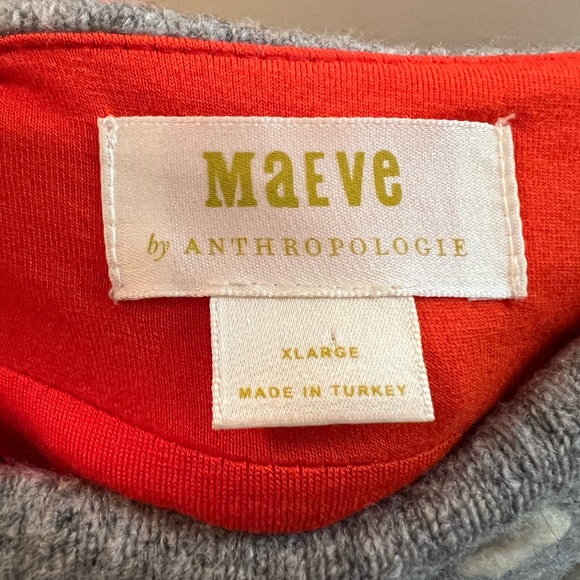 MaEVe
by ANTHROPOLOGIE
XLARGE
MADE IN TURKEY